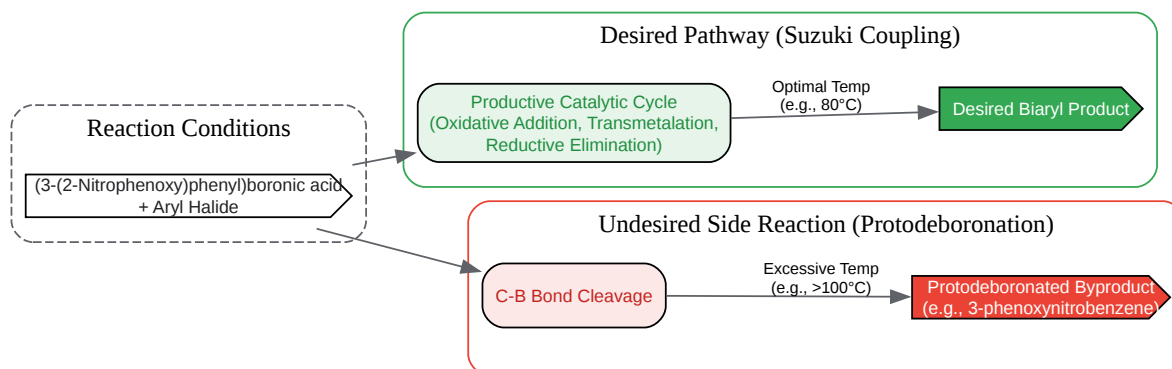 Reaction Conditions
(3-(2-Nitrophenoxy)phenyl)boronic acid
+ Aryl Halide
Desired Pathway (Suzuki Coupling)
Productive Catalytic Cycle
(Oxidative Addition, Transmetalation,
Reductive Elimination)
Optimal Temp
(e.g., 80°C)
Desired Biaryl Product
Undesired Side Reaction (Protodeboronation)
C-B Bond Cleavage
Excessive Temp
(e.g., >100°C)
Protodeboronated Byproduct
(e.g., 3-phenoxynitrobenzene)